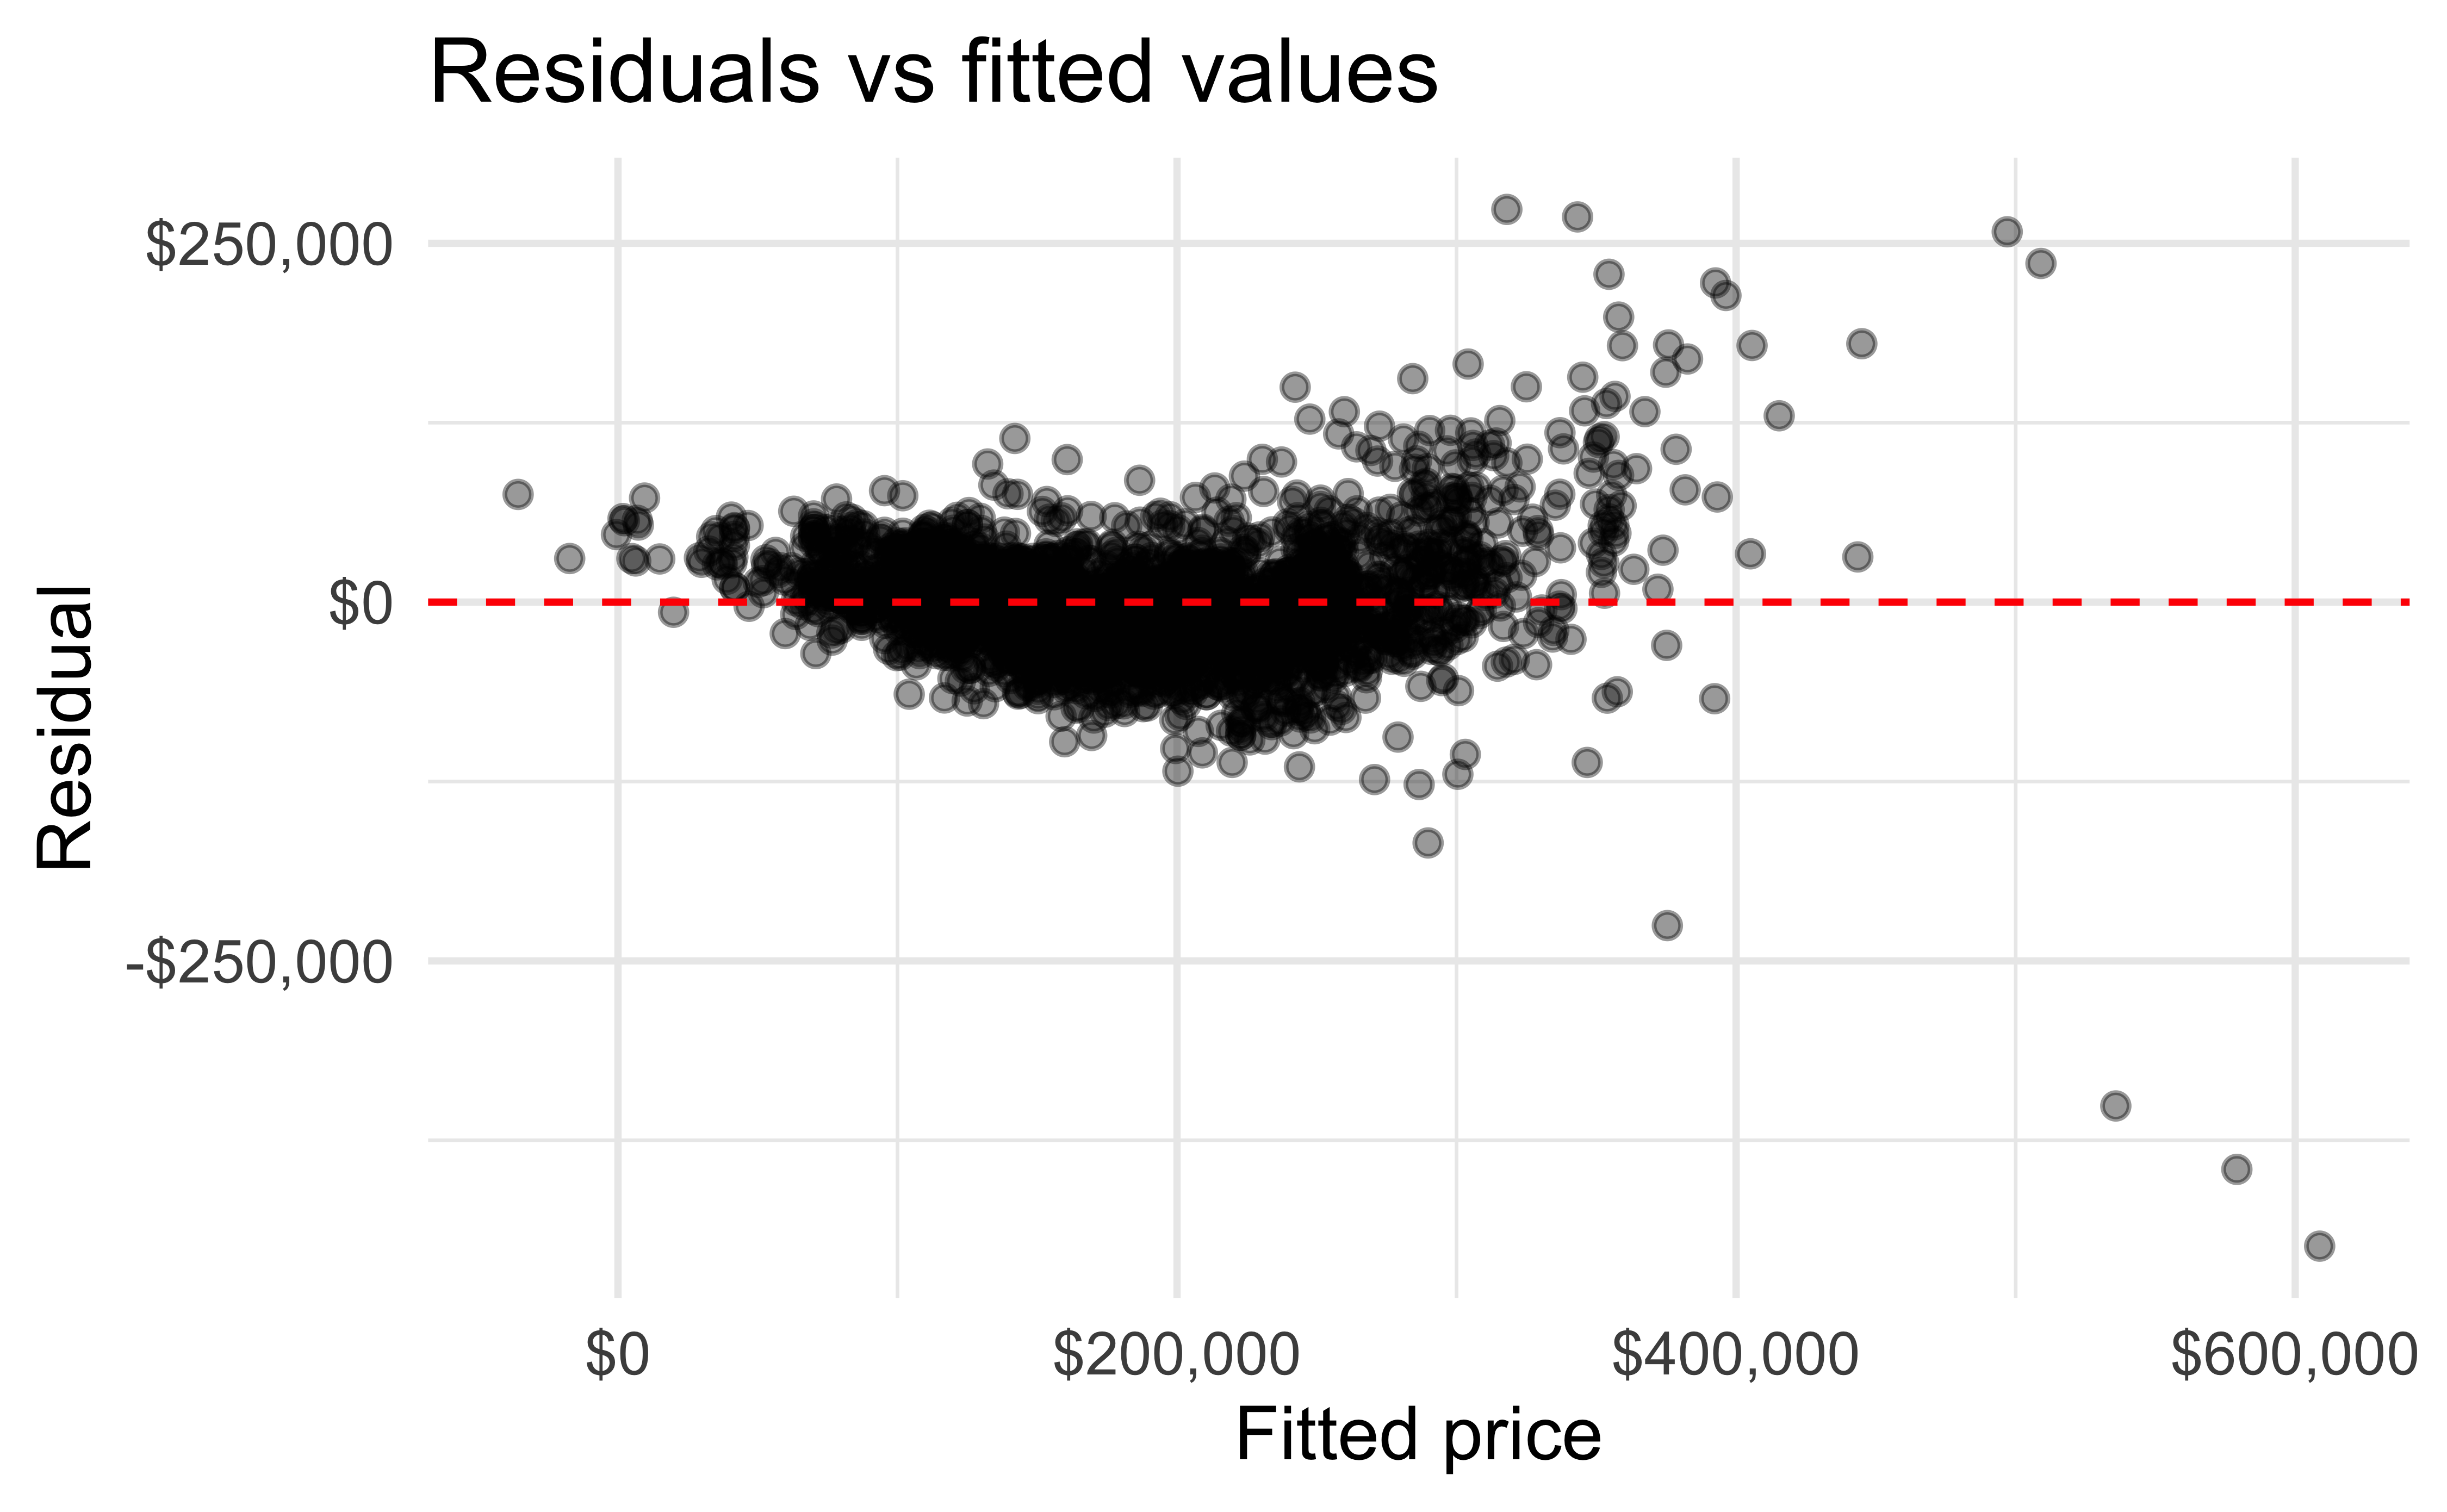 Residuals vs fitted values
$250,000
$0
-$250,000
Residual
$0
$200,000
$400,000
$600,000
Fitted price